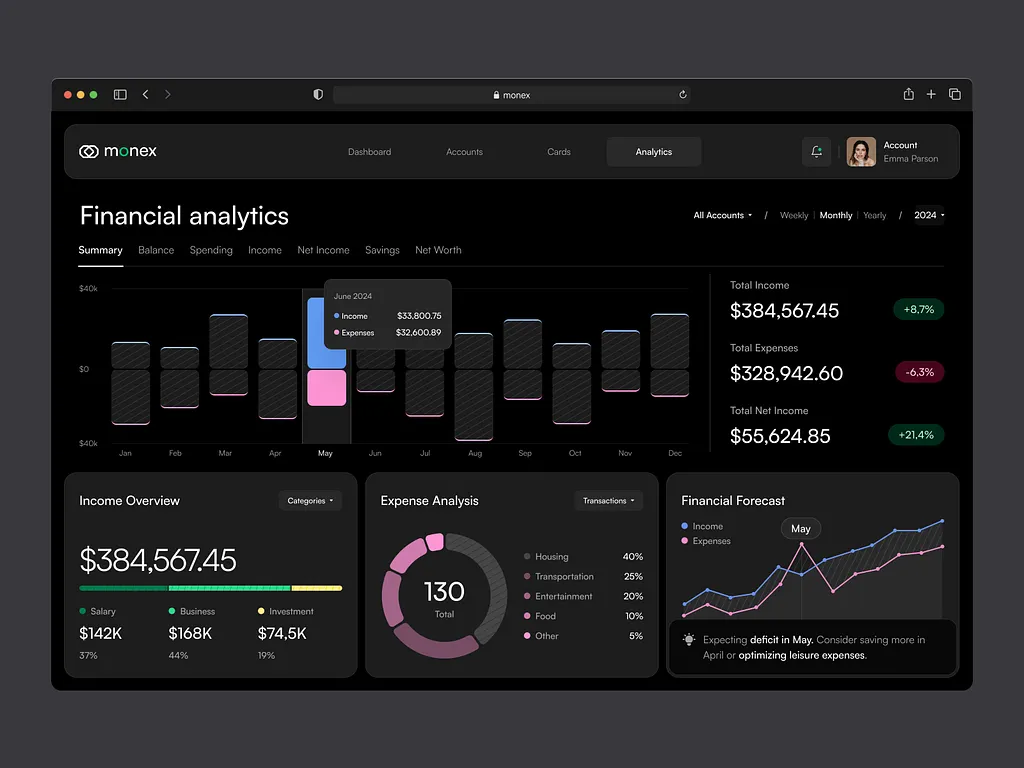 monex
monex
Dashboard
Accounts
Cards
Analytics
Account
Emma Parson
Financial analytics
All Accounts / Weekly | Monthly | Yearly / 2024
Summary Balance Spending Income Net Income Savings Net Worth
$40k
$0
$40k
June 2024
Income $33,800.75
Expenses $32,600.89
Jan Feb Mar Apr May Jun Jul Aug Sep Oct Nov Dec
Total Income
$384,567.45 +8,7%
Total Expenses
$328,942.60 -6,3%
Total Net Income
$55,624.85 +21,4%
Income Overview Categories
$384,567.45
Salary Business Investment
$142K $168K $74,5K
37% 44% 19%
Expense Analysis Transactions
130
Total
Housing 40%
Transportation 25%
Entertainment 20%
Food 10%
Other 5%
Financial Forecast
Income
Expenses
May
Expecting deficit in May. Consider saving more in
April or optimizing leisure expenses.